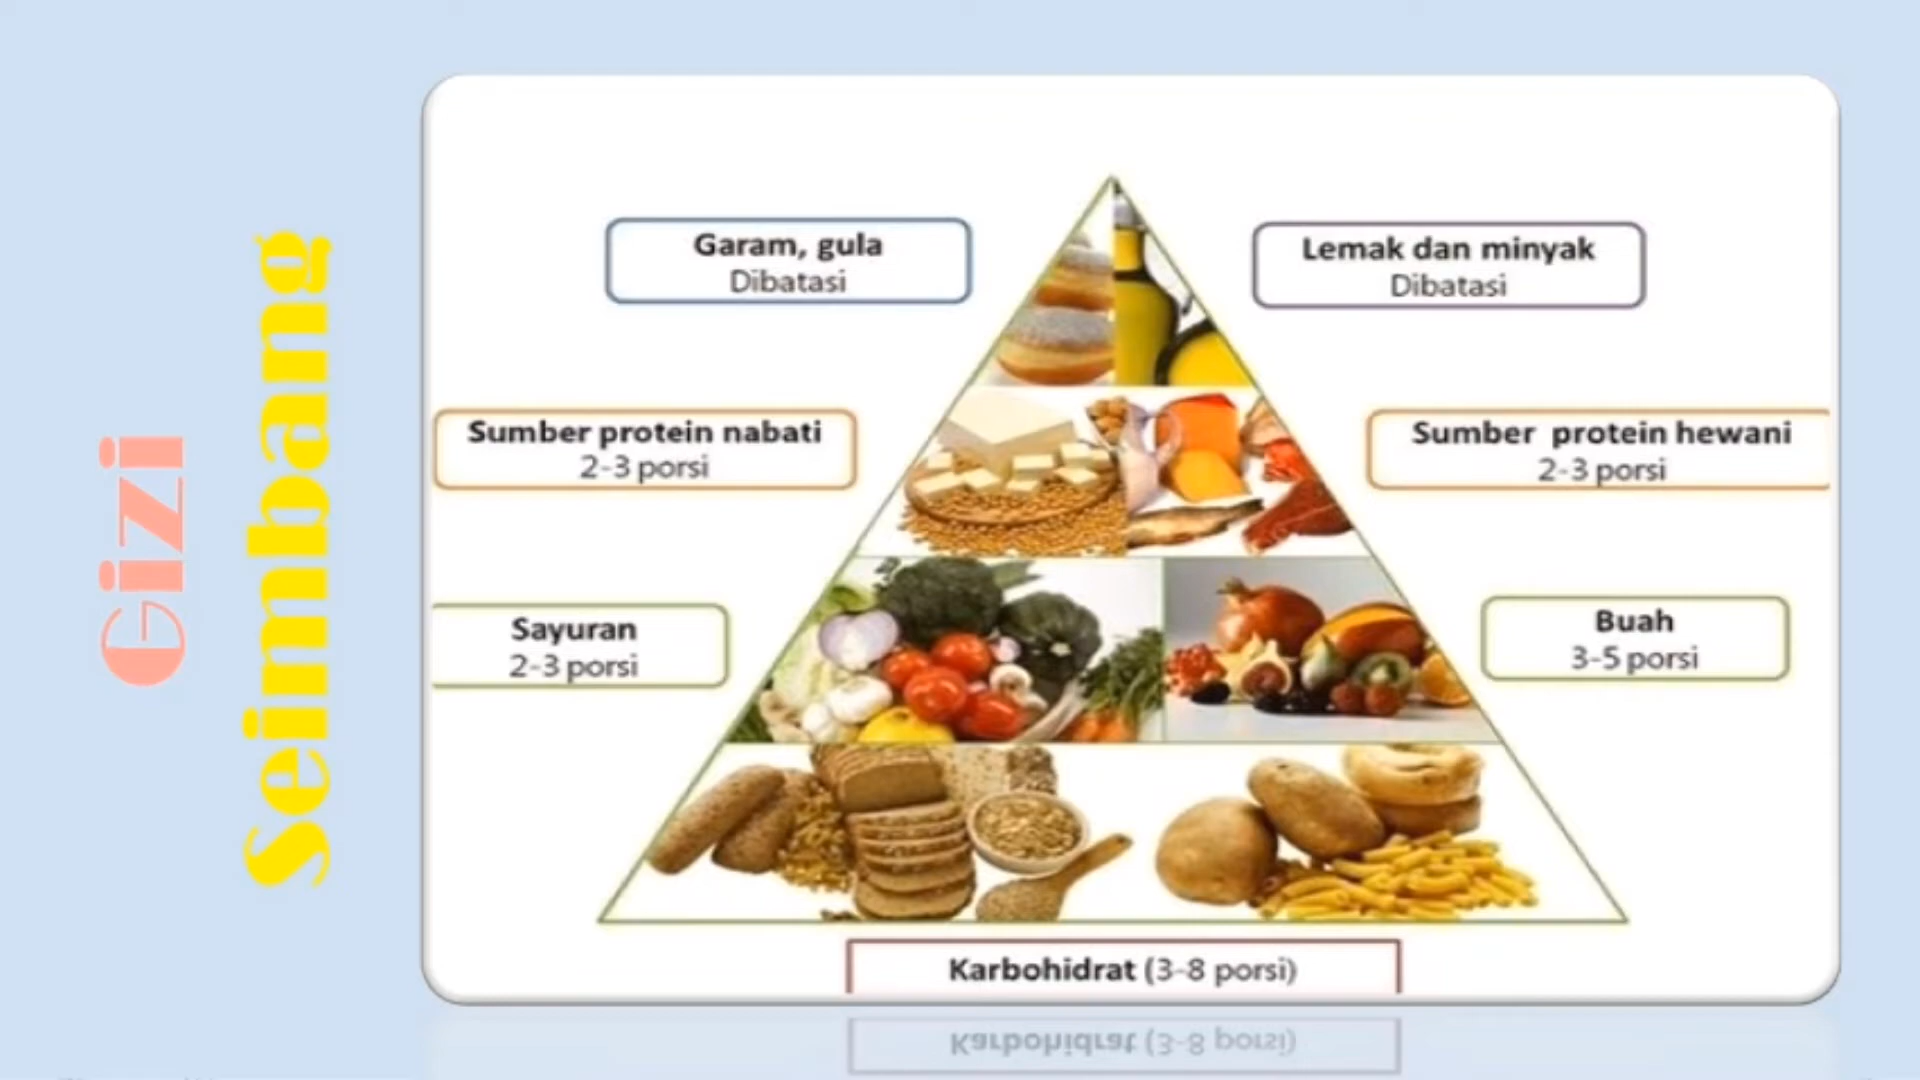 Gizi
Seimbang
Garam, gula
Dibatasi
Lemak dan minyak
Dibatasi
Sumber protein nabati
2-3 porsi
Sumber protein hewani
2-3 porsi
Sayuran
2-3 porsi
Buah
3-5 porsi
Karbohidrat (3-8 porsi)